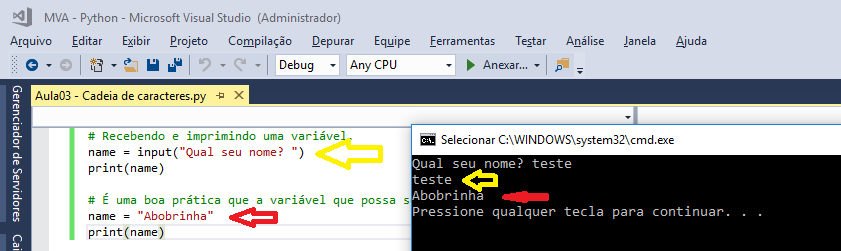 MVA - Python - Microsoft Visual Studio (Administrador)
Arquivo Editar Exibir Projeto Compilação Depurar Equipe Ferramentas Testar Análise Janela Ajuda
Debug Any CPU Anexar...
Gerenciador de Servidores
Caix
Aula03 - Cadeia de caracteres.py
# Recebendo e imprimindo uma variável.
name = input("Qual seu nome? ")
print(name)
# É uma boa prática que a variável que possa s
name = "Abobrinha"
print(name)
Selecionar C:\WINDOWS\system32\cmd.exe
Qual seu nome? teste
teste
Abobrinha
Pressione qualquer tecla para continuar. . .